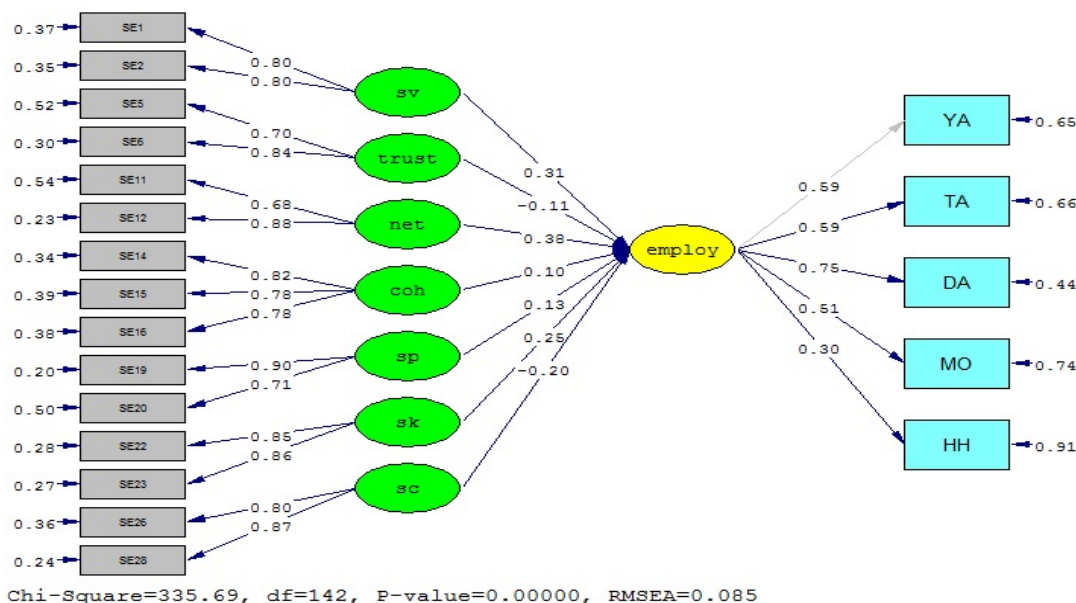 0.37 SE1
0.35 SE2
0.52 SE5
0.30 SE6
0.54 SE11
0.23 SE12
0.34 SE14
0.39 SE15
0.38 SE16
0.20 SE19
0.50 SE20
0.28 SE22
0.27 SE23
0.36 SE26
0.24 SE28
0.80
0.80
0.70
0.84
0.68
0.88
0.82
0.78
0.78
0.90
0.71
0.85
0.86
0.80
0.87
sv
trust
net
coh
sp
sk
sc
0.31
-0.11
0.38
0.10
0.13
0.25
-0.20
employ
0.59
0.59
0.75
0.51
0.30
YA 0.65
TA 0.66
DA 0.44
MO 0.74
HH 0.91
Chi-Square=335.69, df=142, P-value=0.00000, RMSEA=0.085